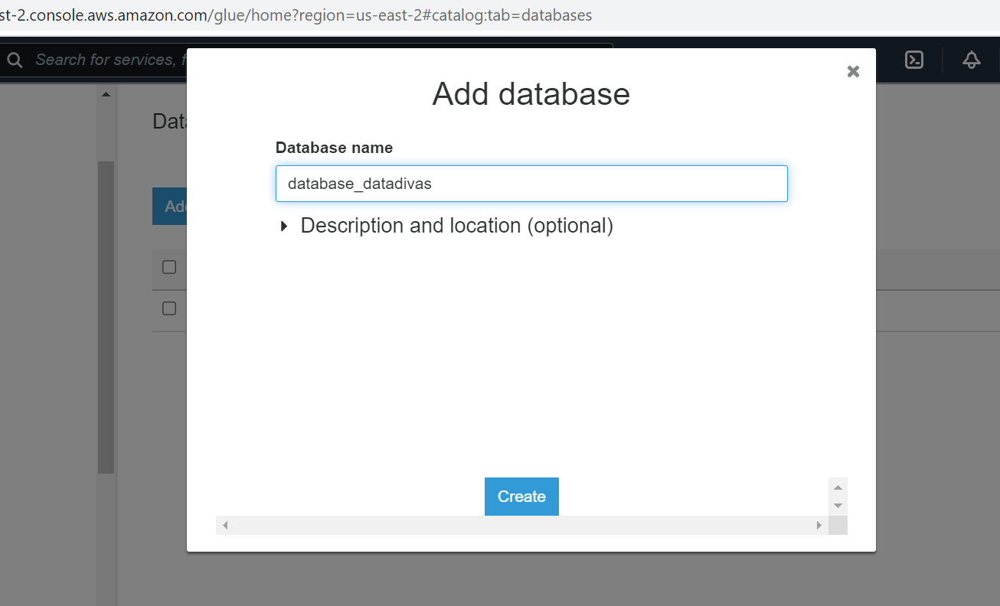 st-2.console.aws.amazon.com/glue/home?region=us-east-2#catalog:tab=databases
Search for services, f
Add database
Data
Database name
database_datadivas
Add
Description and location (optional)
Create